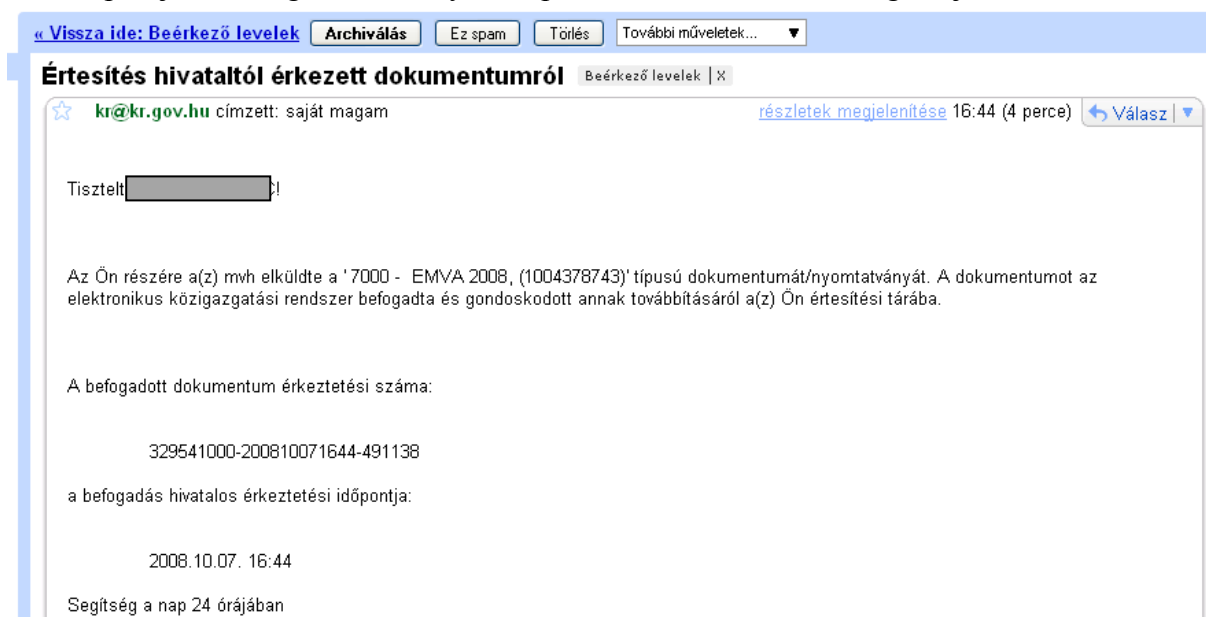 « Vissza ide: Beérkező levelek Archiválás Ez spam Törlés További műveletek...
Értesítés hivataltól érkezett dokumentumról Beérkező levelek | X
kr@kr.gov.hu címzett: saját magam részletek megjelenítése 16:44 (4 perce) Válasz
Tisztelt !
Az Ön részére a(z) mvh elküldte a ' 7000 - EMVA 2008, (1004378743)' típusú dokumentumát/nyomtatványát. A dokumentumot az
elektronikus közigazgatási rendszer befogadta és gondoskodott annak továbbításáról a(z) Ön értesítési tárába.
A befogadott dokumentum érkeztetési száma:
329541000-200810071644-491138
a befogadás hivatalos érkeztetési időpontja:
2008.10.07. 16:44
Segítség a nap 24 órájában